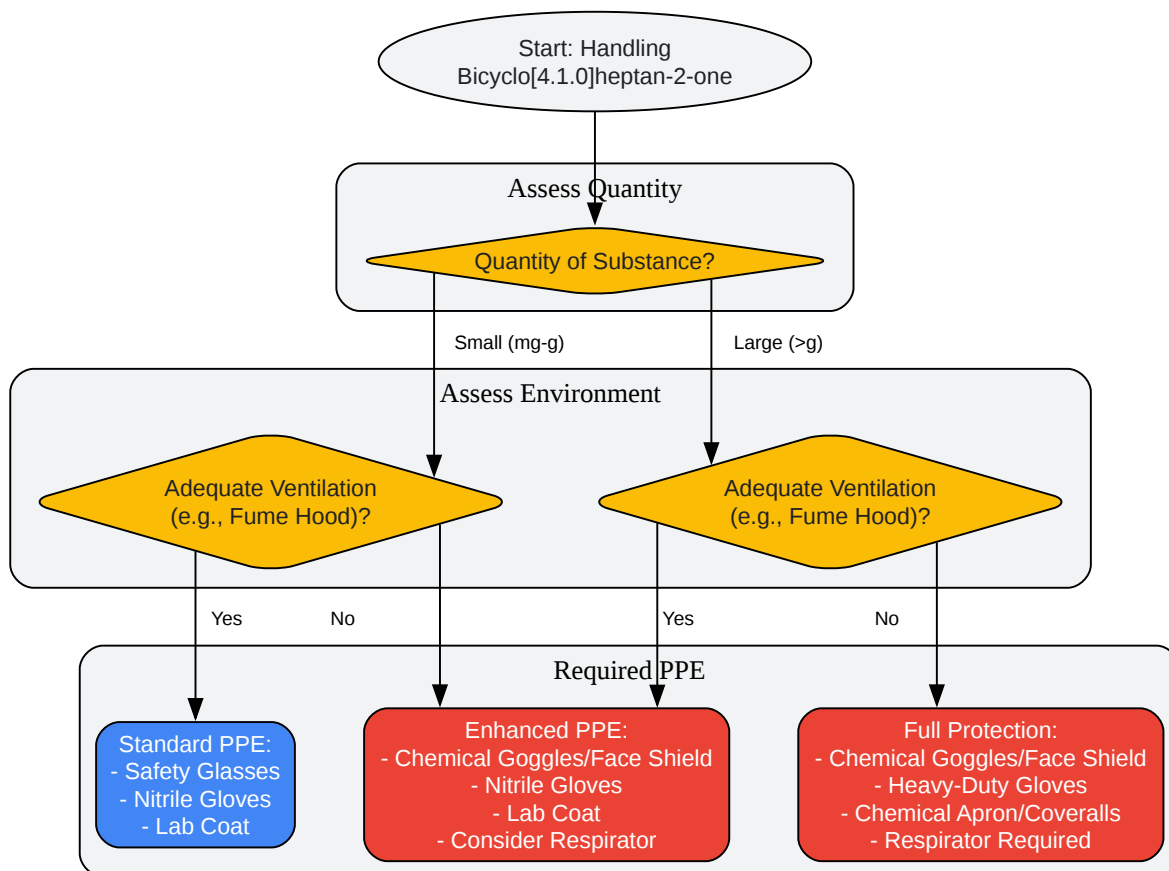 Start: Handling
Bicyclo[4.1.0]heptan-2-one
Assess Quantity
Quantity of Substance?
Small (mg-g)
Large (>g)
Assess Environment
Adequate Ventilation
(e.g., Fume Hood)?
Adequate Ventilation
(e.g., Fume Hood)?
Yes
No
Yes
No
Required PPE
Standard PPE:
- Safety Glasses
- Nitrile Gloves
- Lab Coat
Enhanced PPE:
- Chemical Goggles/Face Shield
- Nitrile Gloves
- Lab Coat
- Consider Respirator
Full Protection:
- Chemical Goggles/Face Shield
- Heavy-Duty Gloves
- Chemical Apron/Coveralls
- Respirator Required